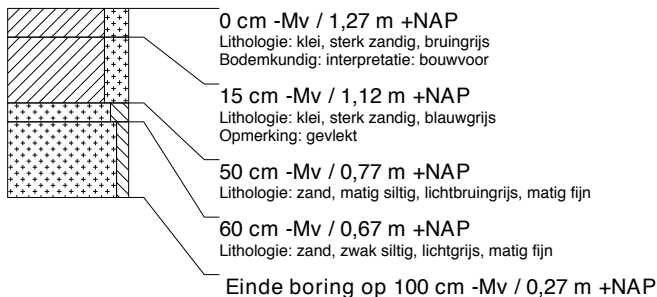 0 cm -Mv / 1,27 m +NAP
Lithologie: klei, sterk zandig, bruingrijs
Bodemkundig: interpretatie: bouwvoor
15 cm -Mv / 1,12 m +NAP
Lithologie: klei, sterk zandig, blauwgrijs
Opmerking: gevlekt
50 cm -Mv / 0,77 m +NAP
Lithologie: zand, matig siltig, lichtbruingrijs, matig fijn
60 cm -Mv / 0,67 m +NAP
Lithologie: zand, zwak siltig, lichtgrijs, matig fijn
Einde boring op 100 cm -Mv / 0,27 m +NAP